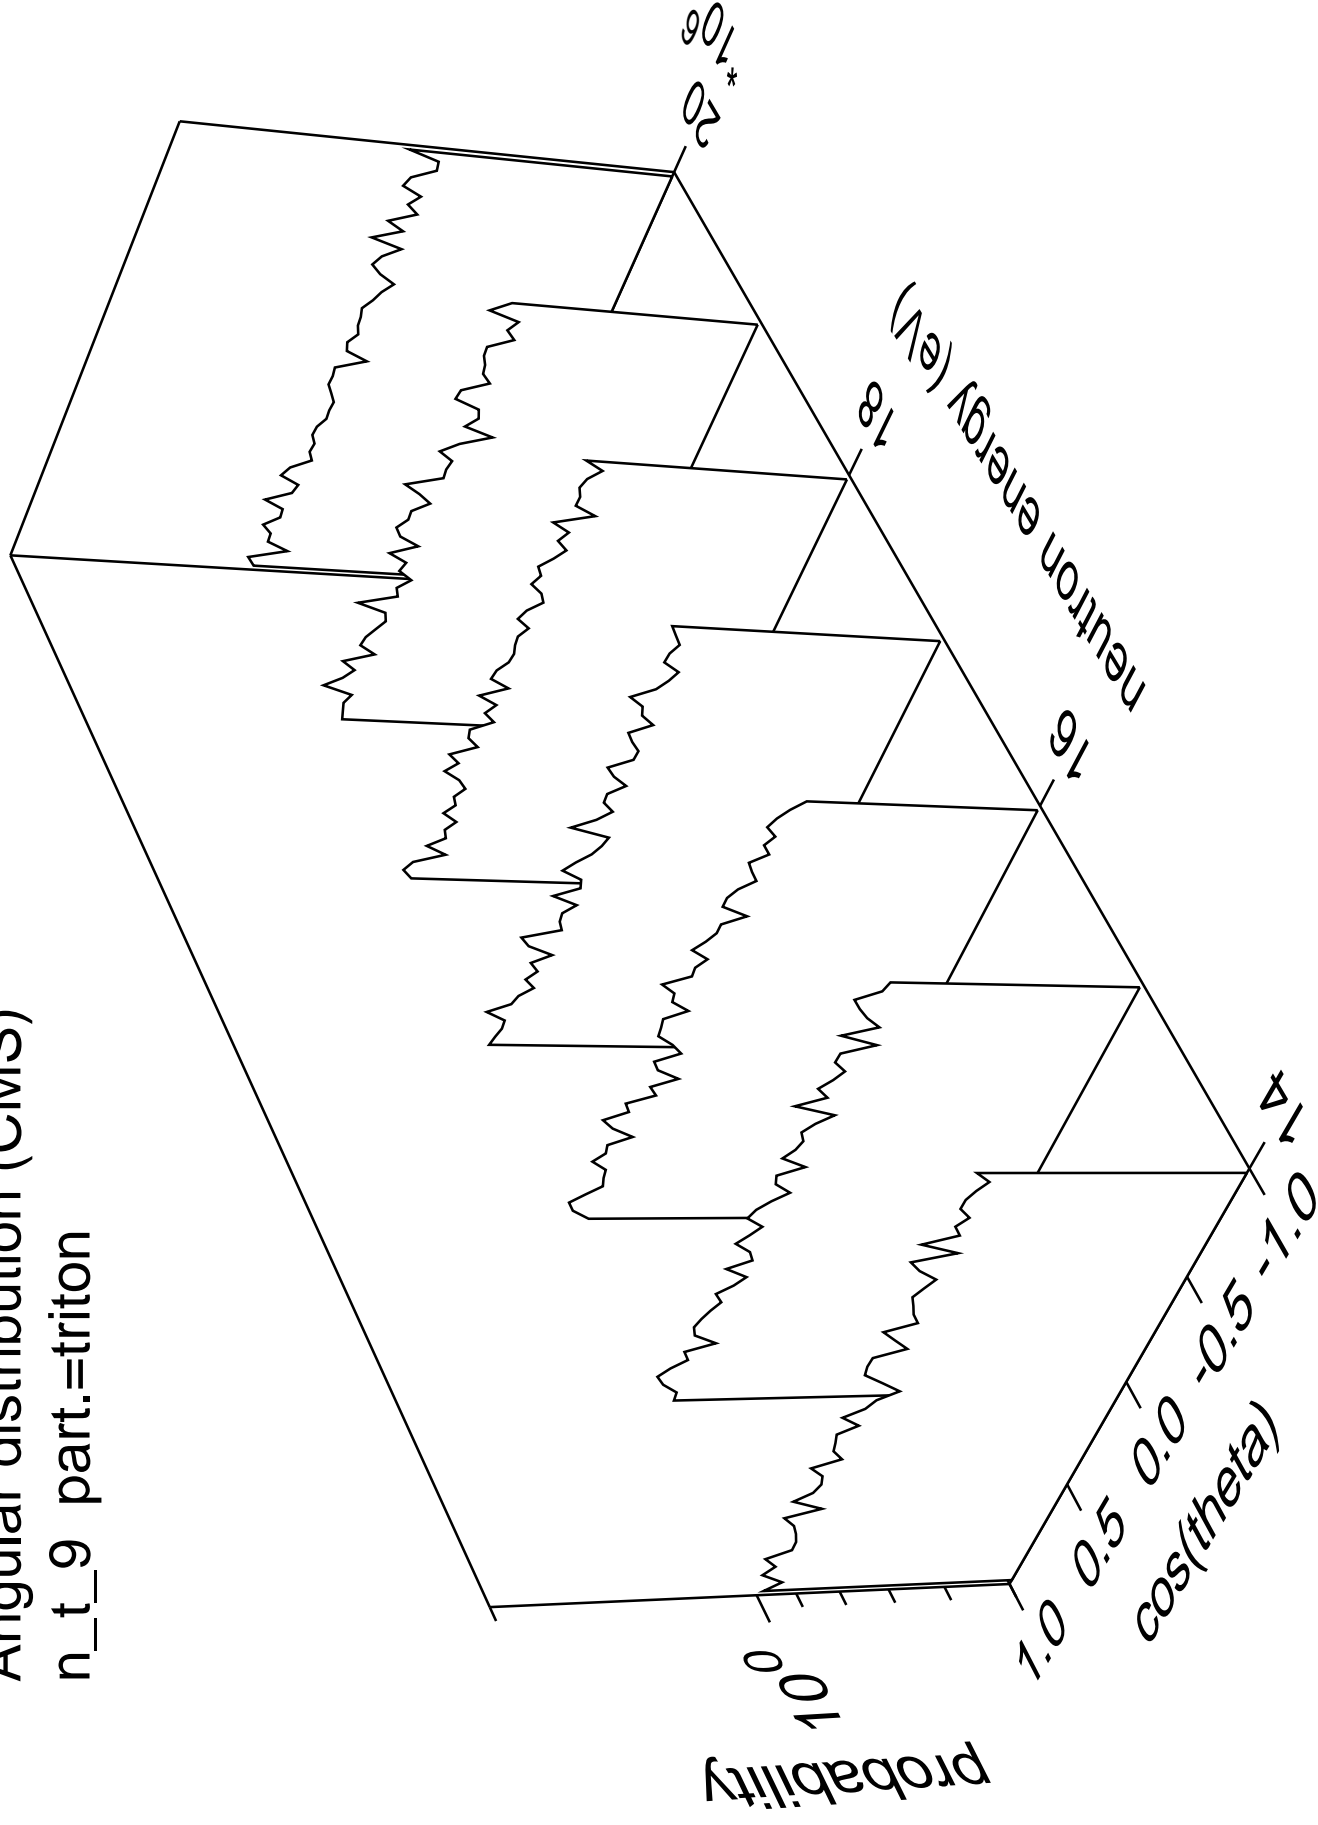 Angular distribution (CMS)
n_t_9 part.=triton
probability
10^0
1.0 0.5 0.0 -0.5 -1.0
cos(theta)
14 16 18 20 *10^6
neutron energy (eV)